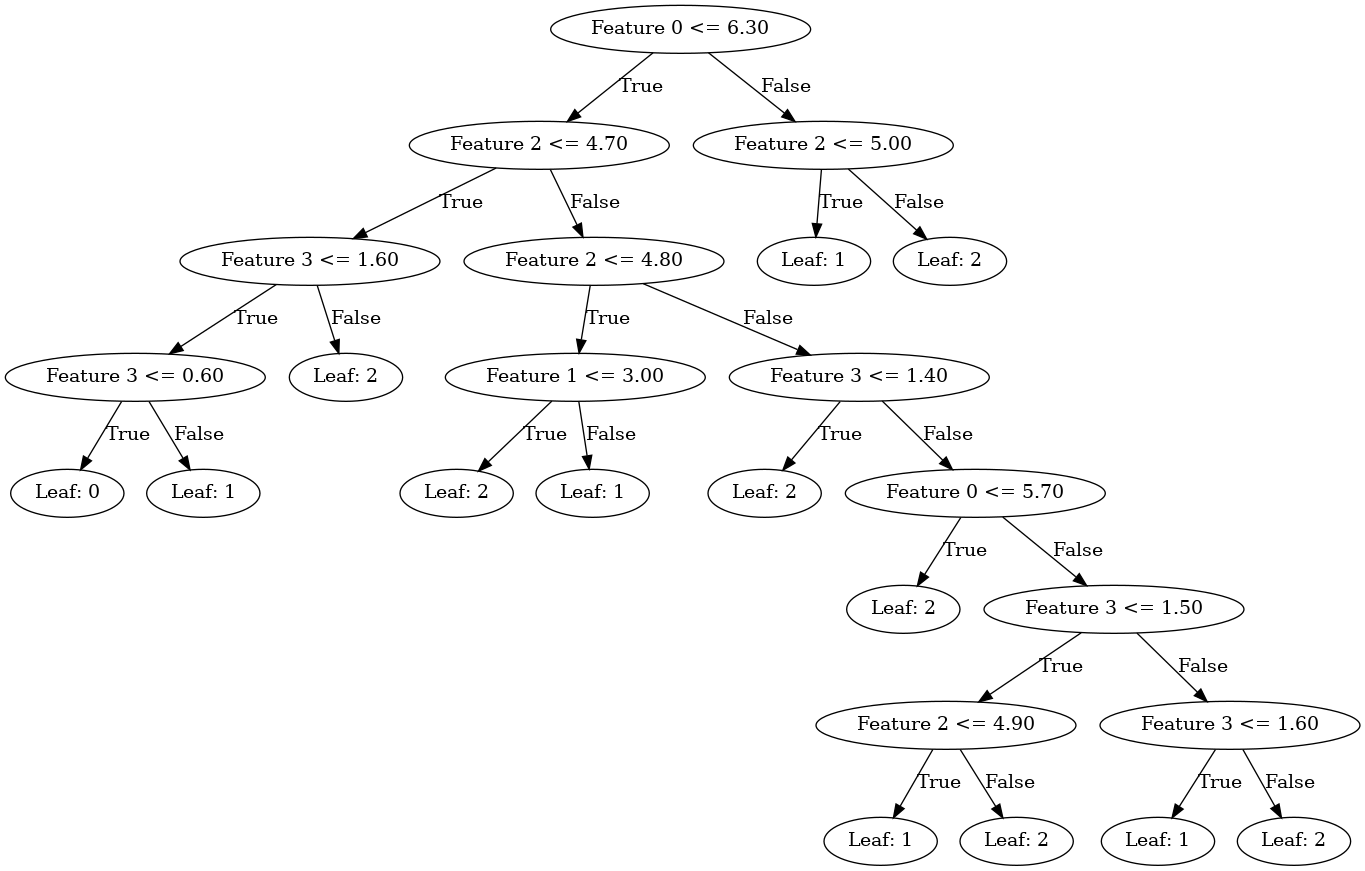 Feature 0 <= 6.30
True
False
Feature 2 <= 4.70
Feature 2 <= 5.00
True
False
True
False
Feature 3 <= 1.60
Feature 2 <= 4.80
Leaf: 1
Leaf: 2
True
False
True
False
Feature 3 <= 0.60
Leaf: 2
Feature 1 <= 3.00
Feature 3 <= 1.40
True
False
True
False
True
False
Leaf: 0
Leaf: 1
Leaf: 2
Leaf: 1
Leaf: 2
Feature 0 <= 5.70
True
False
Leaf: 2
Feature 3 <= 1.50
True
False
Feature 2 <= 4.90
Feature 3 <= 1.60
True
False
True
False
Leaf: 1
Leaf: 2
Leaf: 1
Leaf: 2